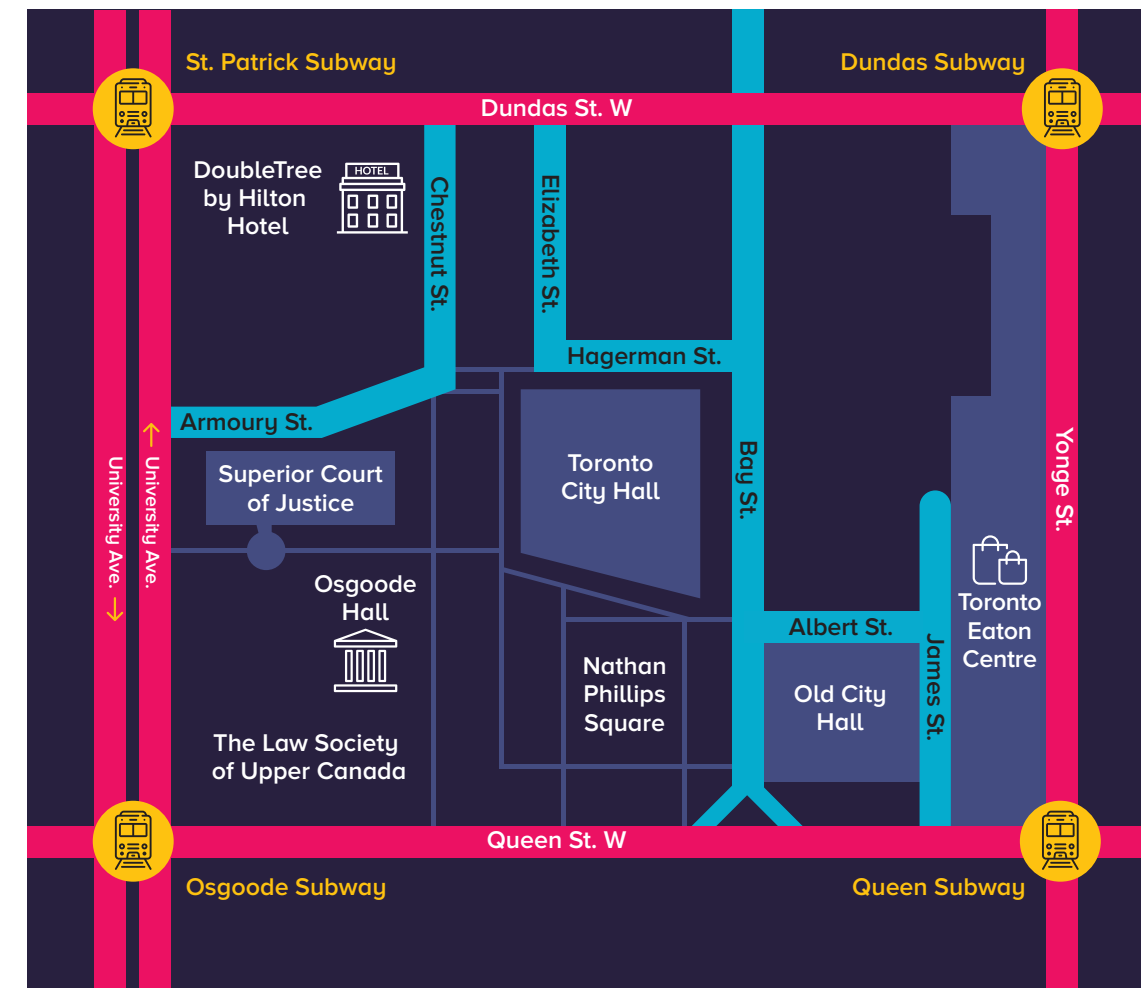 St. Patrick Subway
Dundas Subway
Dundas St. W
DoubleTree
by Hilton
Hotel
HOTEL
Chestnut St.
Elizabeth St.
Hagerman St.
Armoury St.
University Ave.
University Ave.
Superior Court
of Justice
Toronto
City Hall
Bay St.
Yonge St.
Osgoode
Hall
Toronto
Eaton
Centre
Albert St.
James St.
Nathan
Phillips
Square
Old City
Hall
The Law Society
of Upper Canada
Queen St. W
Osgoode Subway
Queen Subway